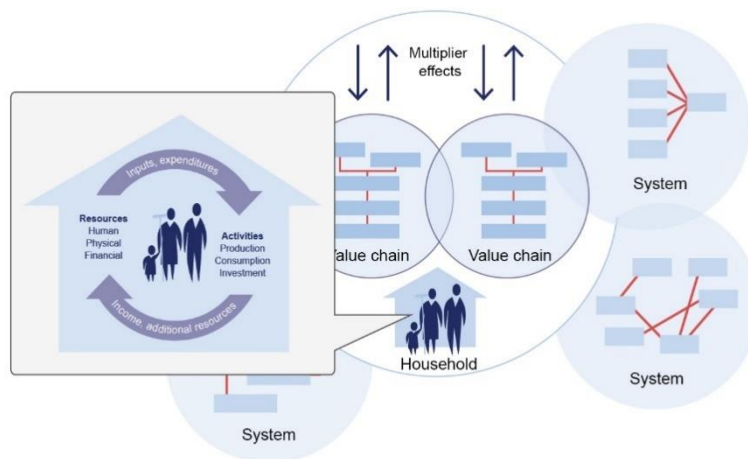 Multiplier
effects
Inputs, expenditures
Resources
Human
Physical
Financial
Activities
Production
Consumption
Investment
Income, additional resources
alue chain
Value chain
Household
System
System
System